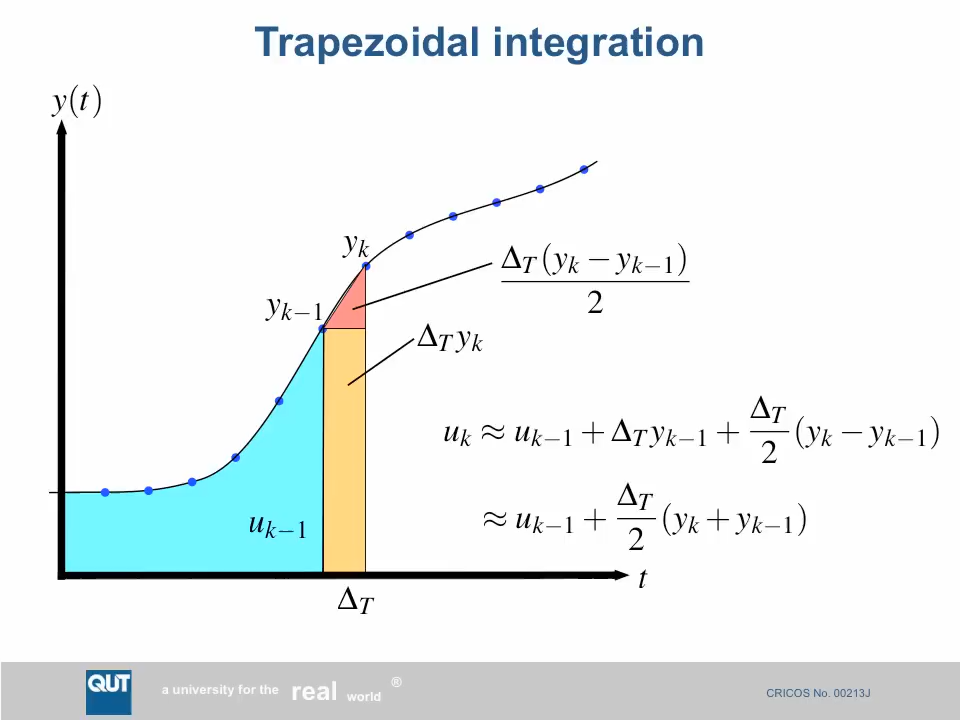 Trapezoidal integration
y(t)
y_k
Δ_T (y_k − y_{k−1})
2
y_{k−1}
Δ_T y_k
u_k ≈ u_{k−1} + Δ_T y_{k−1} + Δ_T/2 (y_k − y_{k−1})
≈ u_{k−1} + Δ_T/2 (y_k + y_{k−1})
u_{k−1}
t
Δ_T
QUT
a university for the real world ®
CRICOS No. 00213J